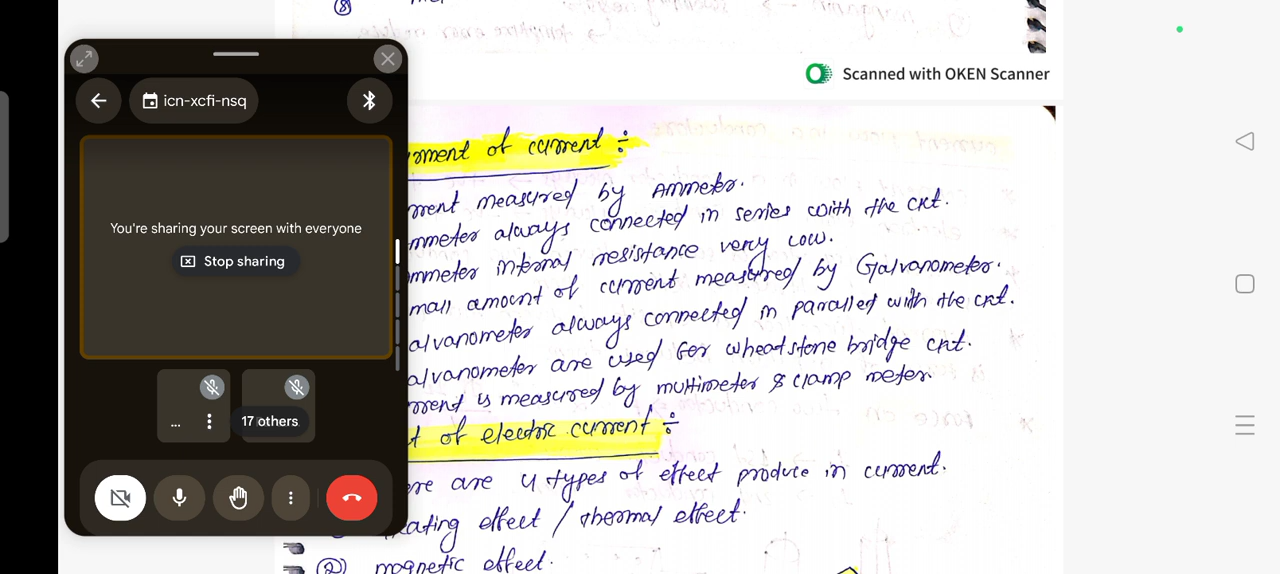 (8)
Scanned with OKEN Scanner
icn-xcfi-nsq
You're sharing your screen with everyone
Stop sharing
...
17 others
rement of current :-
rrent measured by Ammeter.
mmeter always connected in series with the ckt.
mmeter internal resistance very low.
mall amount of current measured by Galvanometer.
alvanometer always connected in parallel with the ckt.
alvanometer are used for wheatstone bridge ckt.
rrent is measured by multimeter & clamp meter
t of electric current :-
ere are 4 types of effect produce in current.
eating effect / thermal effect.
(2) magnetic effect.